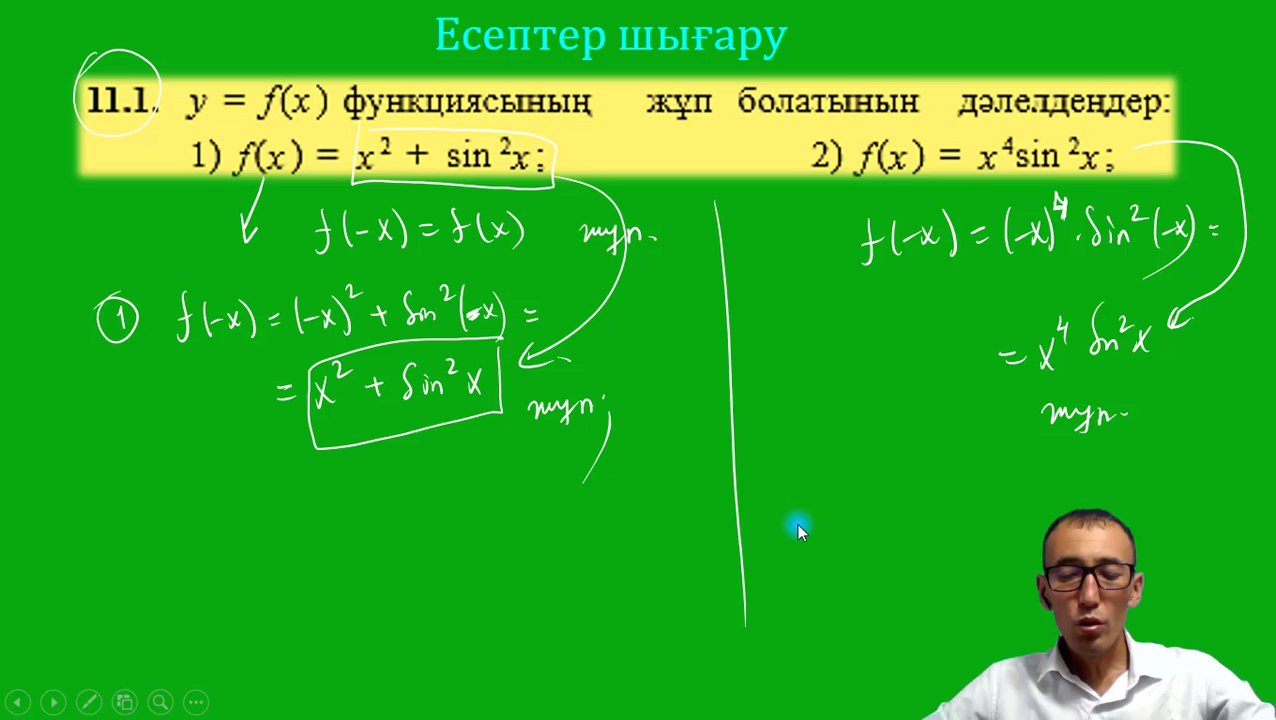 Есептер шығару
11.1. y = f(x) функциясының жұп болатынын дәлелдеңдер:
1) f(x) = x² + sin²x; 2) f(x) = x⁴sin²x;
f(-x) = f(x) жұп.
① f(-x) = (-x)² + sin²(-x) =
= x² + sin²x
жұп;
f(-x) = (-x)⁴ · sin²(-x) =
= x⁴ sin²x
жұп.